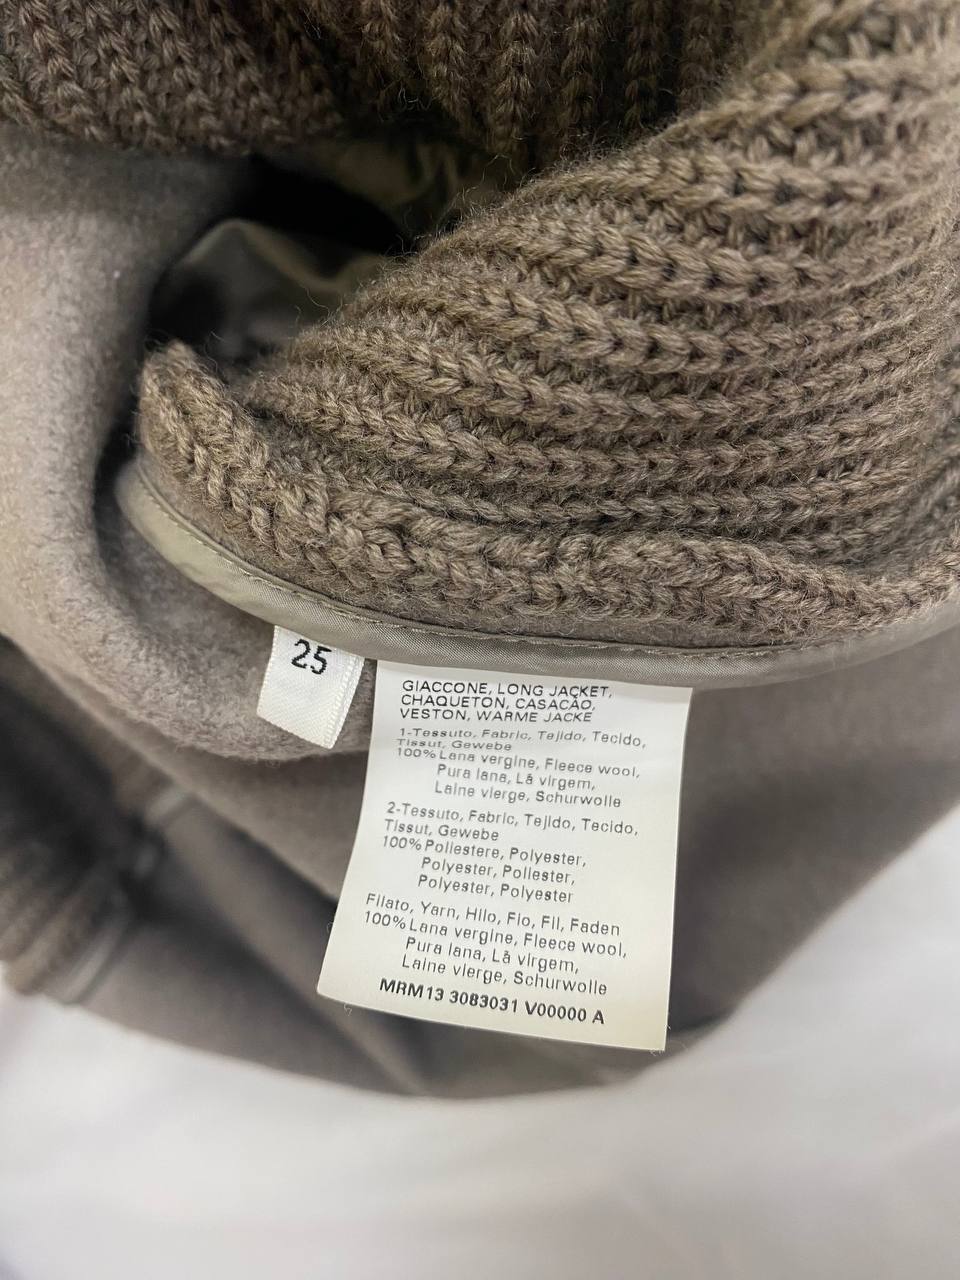 25
GIACCONE, LONG JACKET,
CHAQUETON, CASACÃO,
VESTON, WARME JACKE
1-Tessuto, Fabric, Tejido, Tecido,
Tissut, Gewebe
100% Lana vergine, Fleece wool,
Pura lana, Lã virgem,
Laine vierge, Schurwolle
2-Tessuto, Fabric, Tejido, Tecido,
Tissut, Gewebe
100% Poliestere, Polyester,
Polyester, Poliester,
Polyester, Polyester
Filato, Yarn, Hilo, Fio, Fil, Faden
100% Lana vergine, Fleece wool,
Pura lana, Lã virgem,
Laine vierge, Schurwolle
MRM13 3083031 V00000 A